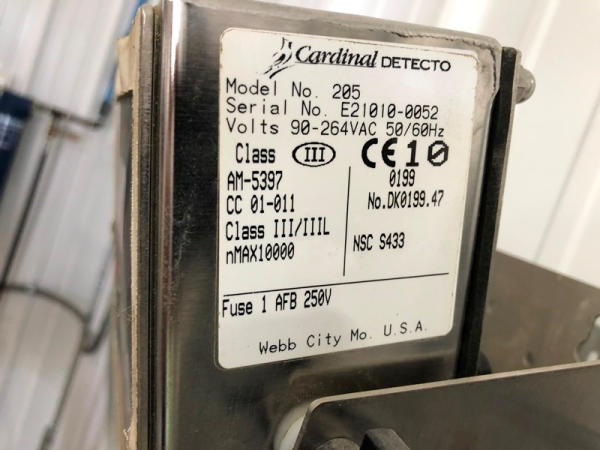 Cardinal DETECTO
Model No. 205
Serial No. E21010-0052
Volts 90-264VAC 50/60Hz
Class III CE10
AM-5397 0199
CC 01-011 No.DK0199.47
Class III/IIIL
nMAX10000 NSC S433
Fuse 1 AFB 250V
Webb City Mo. U.S.A.